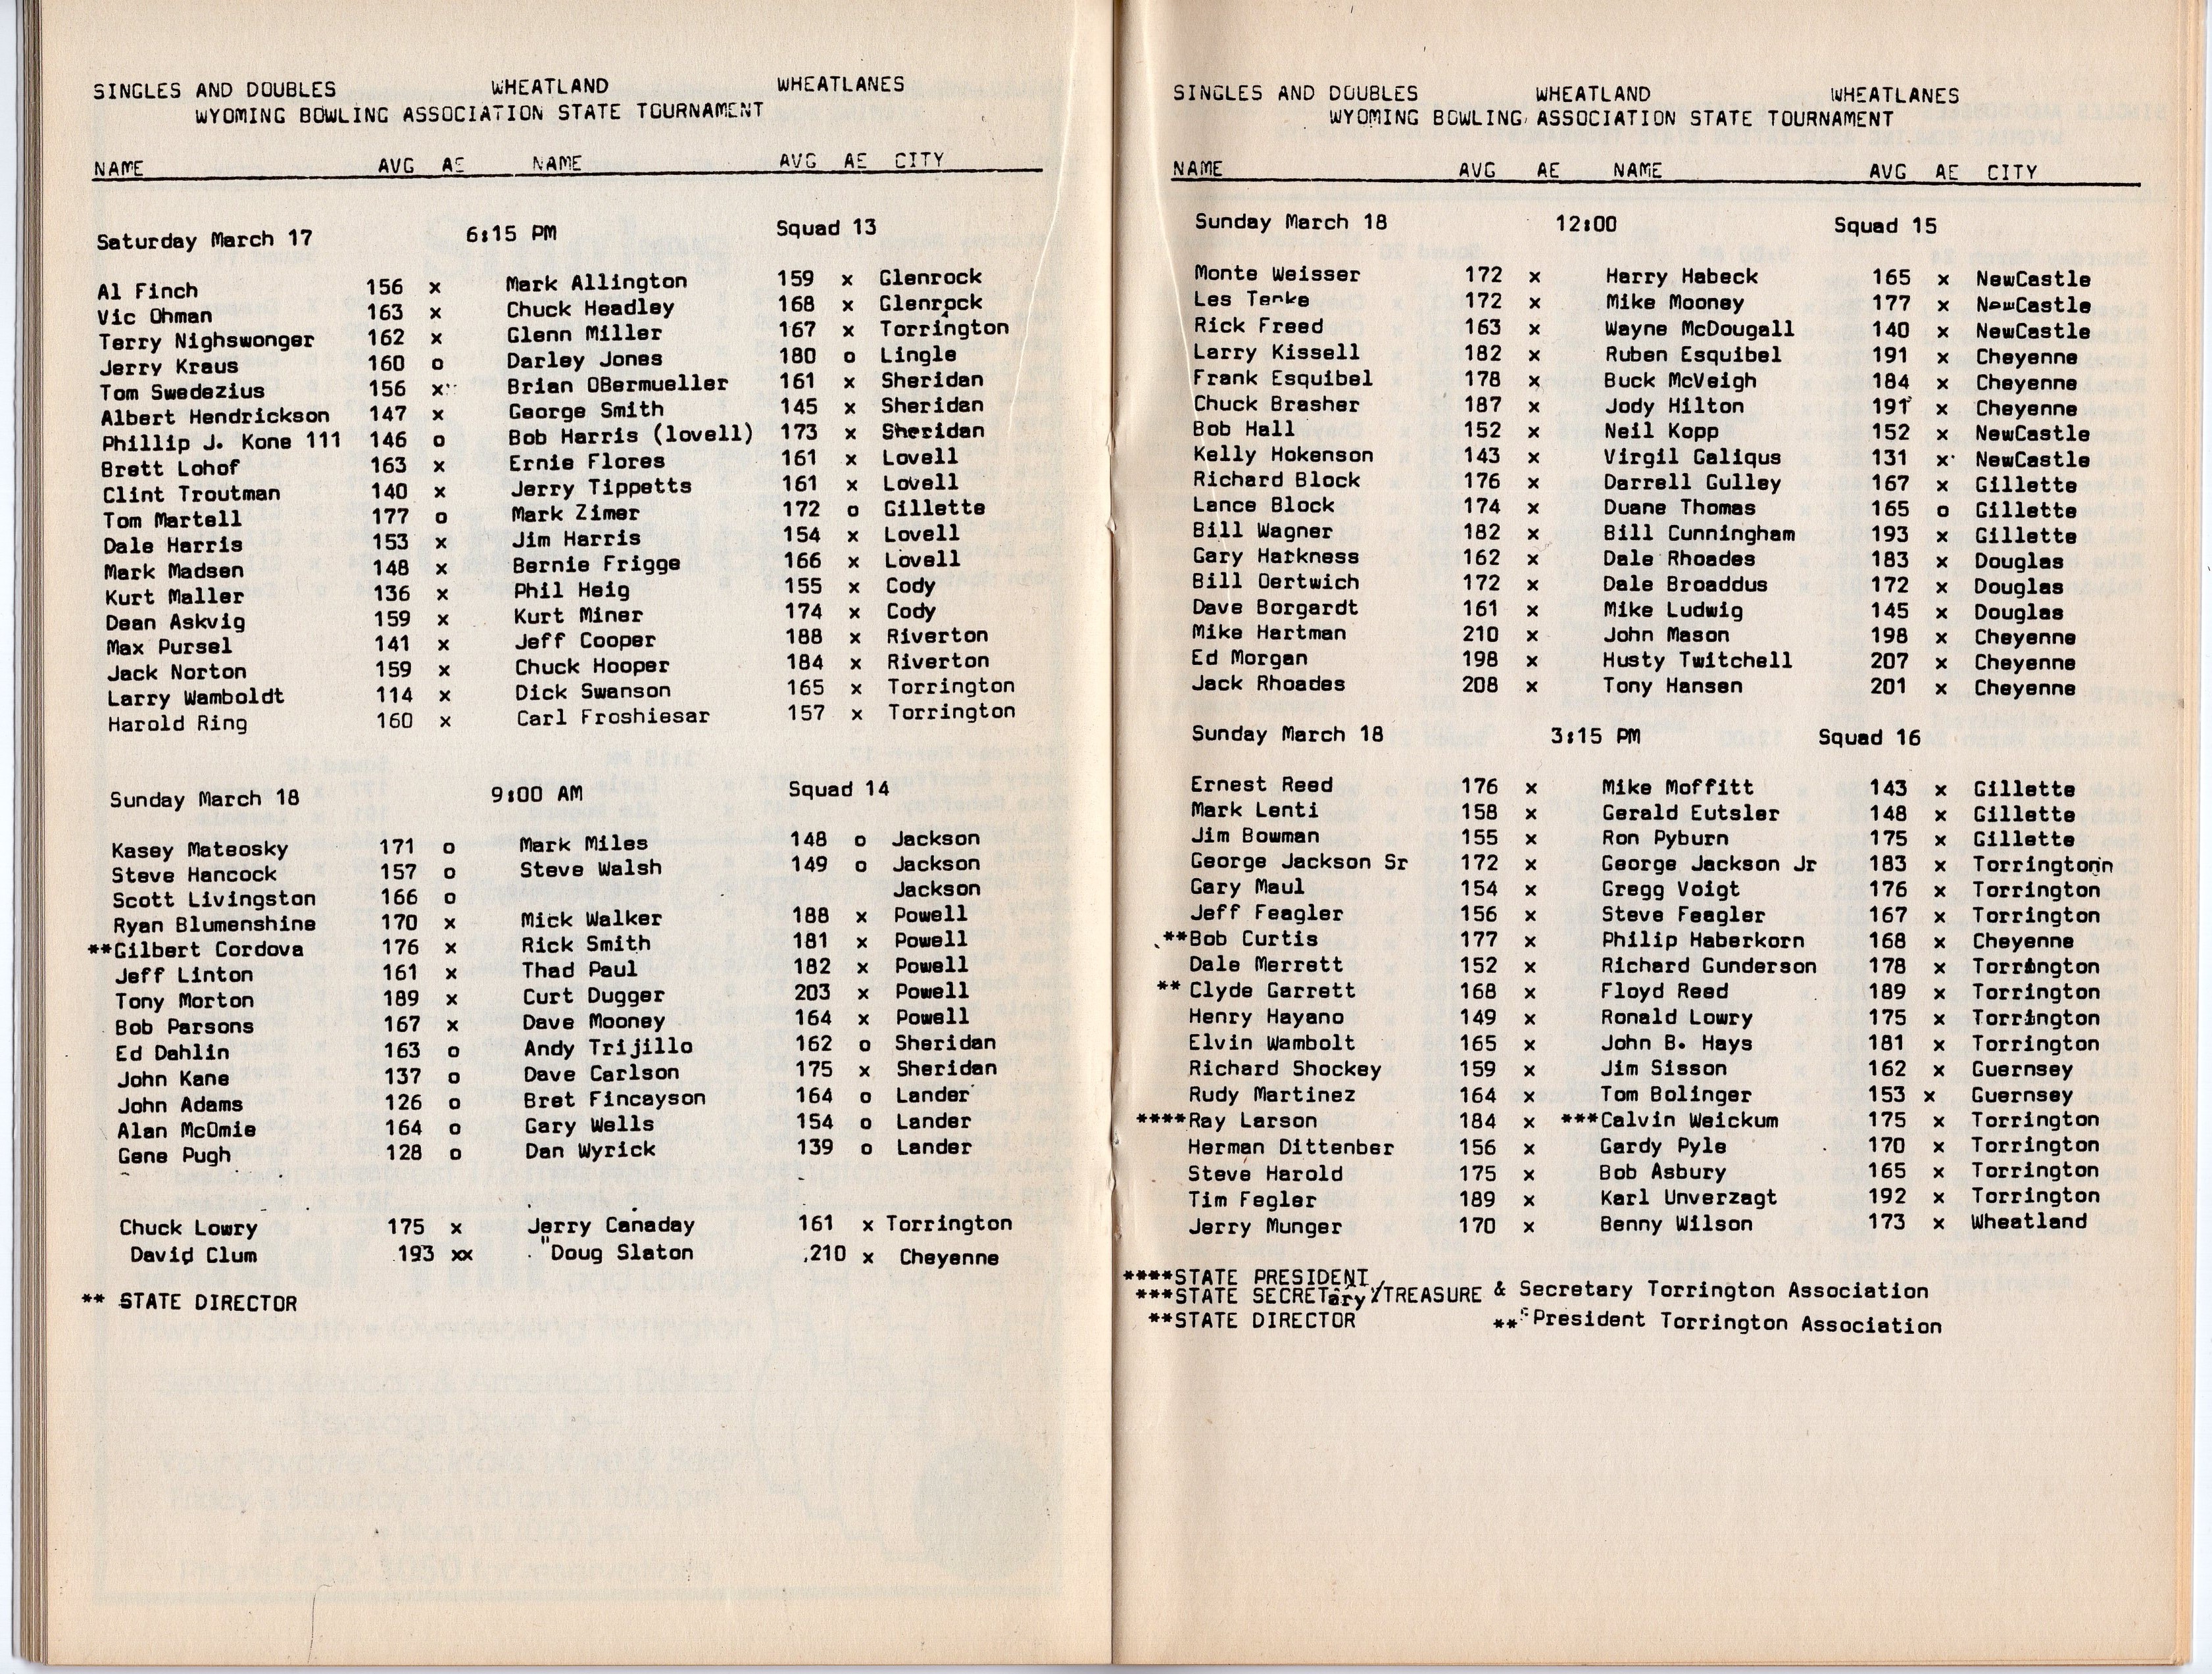 SINGLES AND DOUBLES WHEATLAND WHEATLANES
WYOMING BOWLING ASSOCIATION STATE TOURNAMENT
NAME AVG AE NAME AVG AE CITY
Saturday March 17 6:15 PM Squad 13
Al Finch 156 x Mark Allington 159 x Glenrock
Vic Ohman 163 x Chuck Headley 168 x Glenrock
Terry Nighswonger 162 x Glenn Miller 167 x Torrington
Jerry Kraus 160 o Darley Jones 180 o Lingle
Tom Swedezius 156 x Brian OBermueller 161 x Sheridan
Albert Hendrickson 147 x George Smith 145 x Sheridan
Phillip J. Kone 111 146 o Bob Harris (lovell) 173 x Sheridan
Brett Lohof 163 x Ernie Flores 161 x Lovell
Clint Troutman 140 x Jerry Tippetts 161 x Lovell
Tom Martell 177 o Mark Zimer 172 o Gillette
Dale Harris 153 x Jim Harris 154 x Lovell
Mark Madsen 148 x Bernie Frigge 166 x Lovell
Kurt Maller 136 x Phil Heig 155 x Cody
Dean Askvig 159 x Kurt Miner 174 x Cody
Max Pursel 141 x Jeff Cooper 188 x Riverton
Jack Norton 159 x Chuck Hooper 184 x Riverton
Larry Wamboldt 114 x Dick Swanson 165 x Torrington
Harold Ring 160 x Carl Froshiesar 157 x Torrington
Sunday March 18 9:00 AM Squad 14
Kasey Mateosky 171 o Mark Miles 148 o Jackson
Steve Hancock 157 o Steve Walsh 149 o Jackson
Scott Livingston 166 o Jackson
Ryan Blumenshine 170 x Mick Walker 188 x Powell
**Gilbert Cordova 176 x Rick Smith 181 x Powell
Jeff Linton 161 x Thad Paul 182 x Powell
Tony Morton 189 x Curt Dugger 203 x Powell
Bob Parsons 167 x Dave Mooney 164 x Powell
Ed Dahlin 163 o Andy Trijillo 162 o Sheridan
John Kane 137 o Dave Carlson 175 x Sheridan
John Adams 126 o Bret Fincayson 164 o Lander
Alan McOmie 164 o Gary Wells 154 o Lander
Gene Pugh 128 o Dan Wyrick 139 o Lander
Chuck Lowry 175 x Jerry Canaday 161 x Torrington
David Clum 193 xx "Doug Slaton 210 x Cheyenne
** STATE DIRECTOR
SINGLES AND DOUBLES WHEATLAND WHEATLANES
WYOMING BOWLING ASSOCIATION STATE TOURNAMENT
NAME AVG AE NAME AVG AE CITY
Sunday March 18 12:00 Squad 15
Monte Weisser 172 x Harry Habeck 165 x NewCastle
Les Tenke 172 x Mike Mooney 177 x NewCastle
Rick Freed 163 x Wayne McDougall 140 x NewCastle
Larry Kissell 182 x Ruben Esquibel 191 x Cheyenne
Frank Esquibel 178 x Buck McVeigh 184 x Cheyenne
Chuck Brasher 187 x Jody Hilton 191 x Cheyenne
Bob Hall 152 x Neil Kopp 152 x NewCastle
Kelly Hokenson 143 x Virgil Galiqus 131 x NewCastle
Richard Block 176 x Darrell Gulley 167 x Gillette
Lance Block 174 x Duane Thomas 165 o Gillette
Bill Wagner 182 x Bill Cunningham 193 x Gillette
Gary Harkness 162 x Dale Rhoades 183 x Douglas
Bill Oertwich 172 x Dale Broaddus 172 x Douglas
Dave Borgardt 161 x Mike Ludwig 145 x Douglas
Mike Hartman 210 x John Mason 198 x Cheyenne
Ed Morgan 198 x Husty Twitchell 207 x Cheyenne
Jack Rhoades 208 x Tony Hansen 201 x Cheyenne
Sunday March 18 3:15 PM Squad 16
Ernest Reed 176 x Mike Moffitt 143 x Gillette
Mark Lenti 158 x Gerald Eutsler 148 x Gillette
Jim Bowman 155 x Ron Pyburn 175 x Gillette
George Jackson Sr 172 x George Jackson Jr 183 x Torringtonn
Gary Maul 154 x Gregg Voigt 176 x Torrington
Jeff Feagler 156 x Steve Feagler 167 x Torrington
**Bob Curtis 177 x Philip Haberkorn 168 x Cheyenne
Dale Merrett 152 x Richard Gunderson 178 x Torrington
** Clyde Garrett 168 x Floyd Reed 189 x Torrington
Henry Hayano 149 x Ronald Lowry 175 x Torrington
Elvin Wambolt 165 x John B. Hays 181 x Torrington
Richard Shockey 159 x Jim Sisson 162 x Guernsey
Rudy Martinez 164 x Tom Bolinger 153 x Guernsey
****Ray Larson 184 x ***Calvin Weickum 175 x Torrington
Herman Dittenber 156 x Gardy Pyle 170 x Torrington
Steve Harold 175 x Bob Asbury 165 x Torrington
Tim Fegler 189 x Karl Unverzagt 192 x Torrington
Jerry Munger 170 x Benny Wilson 173 x Wheatland
****STATE PRESIDENT
***STATE SECRETary/TREASURE & Secretary Torrington Association
**STATE DIRECTOR ** President Torrington Association